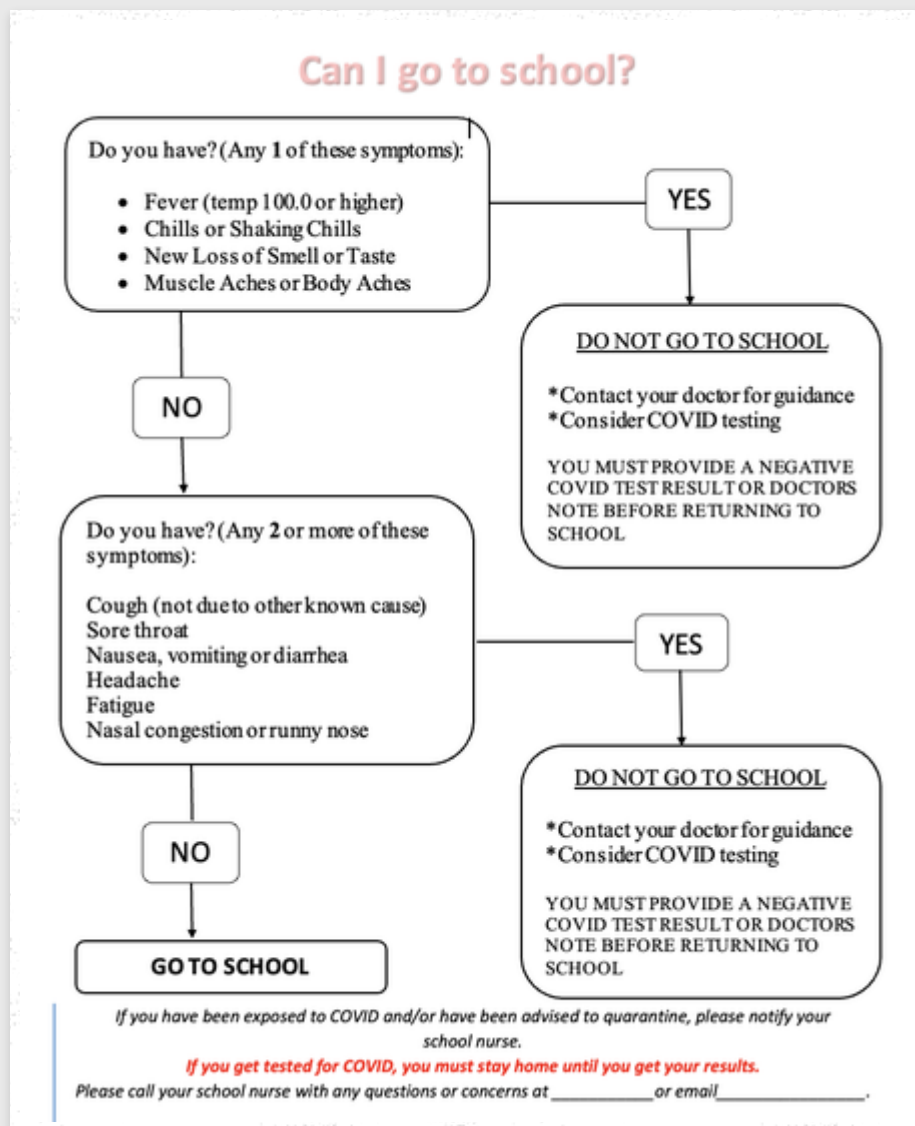 Can I go to school?
Do you have? (Any 1 of these symptoms):
• Fever (temp 100.0 or higher)
• Chills or Shaking Chills
• New Loss of Smell or Taste
• Muscle Aches or Body Aches
YES
DO NOT GO TO SCHOOL
*Contact your doctor for guidance
*Consider COVID testing
YOU MUST PROVIDE A NEGATIVE
COVID TEST RESULT OR DOCTORS
NOTE BEFORE RETURNING TO
SCHOOL
NO
Do you have? (Any 2 or more of these
symptoms):
Cough (not due to other known cause)
Sore throat
Nausea, vomiting or diarrhea
Headache
Fatigue
Nasal congestion or runny nose
YES
DO NOT GO TO SCHOOL
*Contact your doctor for guidance
*Consider COVID testing
YOU MUST PROVIDE A NEGATIVE
COVID TEST RESULT OR DOCTORS
NOTE BEFORE RETURNING TO
SCHOOL
NO
GO TO SCHOOL
If you have been exposed to COVID and/or have been advised to quarantine, please notify your
school nurse.
If you get tested for COVID, you must stay home until you get your results.
Please call your school nurse with any questions or concerns at ___________ or email________________.